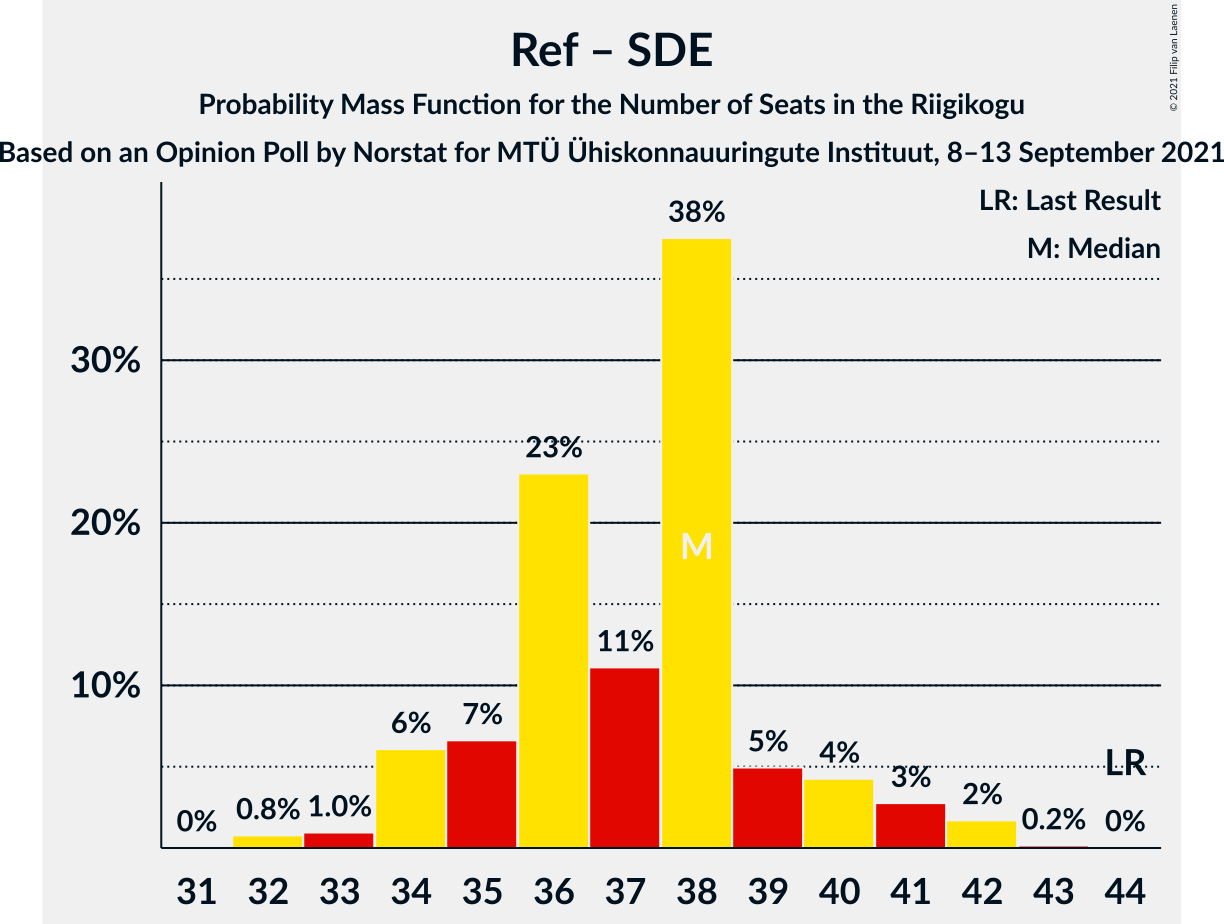 Ref – SDE
Probability Mass Function for the Number of Seats in the Riigikogu
Based on an Opinion Poll by Norstat for MTÜ Ühiskonnauuringute Instituut, 8–13 September 2021
© 2021 Filip van Laenen
LR: Last Result
M: Median
30%
20%
10%
0%
0.8%
1.0%
6%
7%
23%
11%
38%
M
5%
4%
3%
2%
0.2%
LR
0%
31 32 33 34 35 36 37 38 39 40 41 42 43 44